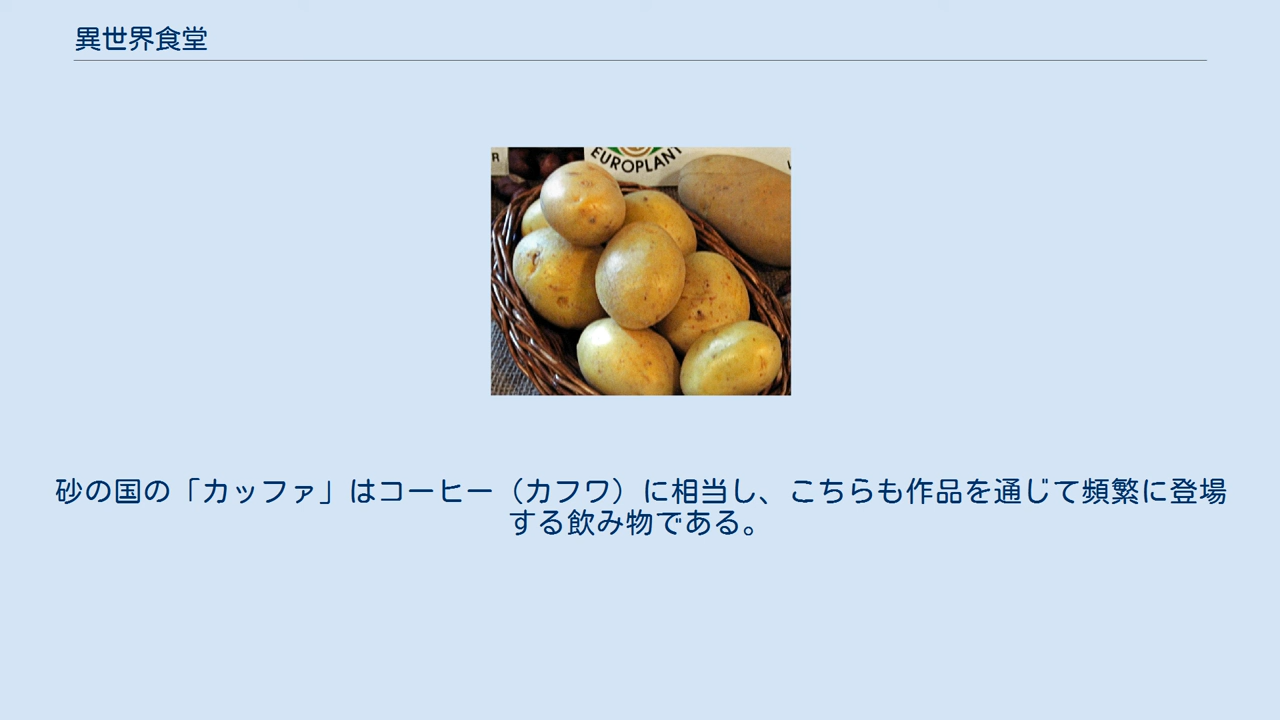 異世界食堂
R
EUROPLANT
砂の国の「カッファ」はコーヒー（カフワ）に相当し、こちらも作品を通じて頻繁に登場
する飲み物である。